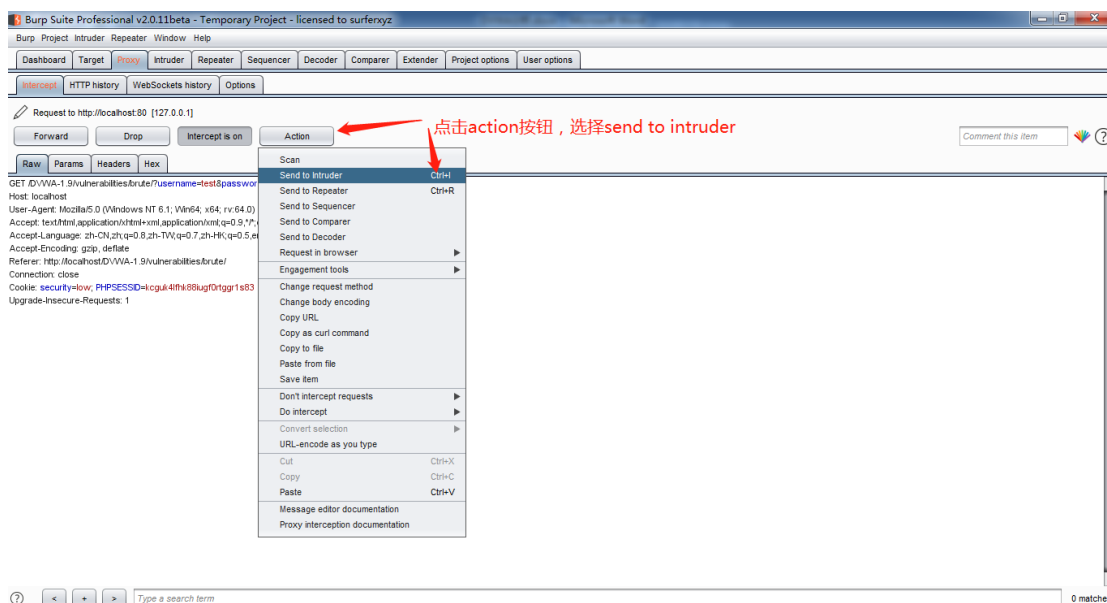 Burp Suite Professional v2.0.11beta - Temporary Project - licensed to surferxyz
Burp Project Intruder Repeater Window Help
Dashboard Target Proxy Intruder Repeater Sequencer Decoder Comparer Extender Project options User options
Intercept HTTP history WebSockets history Options
Request to http://localhost:80 [127.0.0.1]
Forward Drop Intercept is on Action Comment this item
点击action按钮，选择send to intruder
Raw Params Headers Hex
GET /DVWA-1.9/vulnerabilities/brute/?username=test&passwor
Host: localhost
User-Agent: Mozilla/5.0 (Windows NT 6.1; Win64; x64; rv:64.0)
Accept: text/html,application/xhtml+xml,application/xml;q=0.9,*/*;
Accept-Language: zh-CN,zh;q=0.8,zh-TW;q=0.7,zh-HK;q=0.5,e
Accept-Encoding: gzip, deflate
Referer: http://localhost/DVWA-1.9/vulnerabilities/brute/
Connection: close
Cookie: security=low; PHPSESSID=kcguk4lfhk88iugf0rtggr1s83
Upgrade-Insecure-Requests: 1
Scan
Send to Intruder Ctrl+I
Send to Repeater Ctrl+R
Send to Sequencer
Send to Comparer
Send to Decoder
Request in browser
Engagement tools
Change request method
Change body encoding
Copy URL
Copy as curl command
Copy to file
Paste from file
Save item
Don't intercept requests
Do intercept
Convert selection
URL-encode as you type
Cut Ctrl+X
Copy Ctrl+C
Paste Ctrl+V
Message editor documentation
Proxy interception documentation
? < + > Type a search term 0 matche